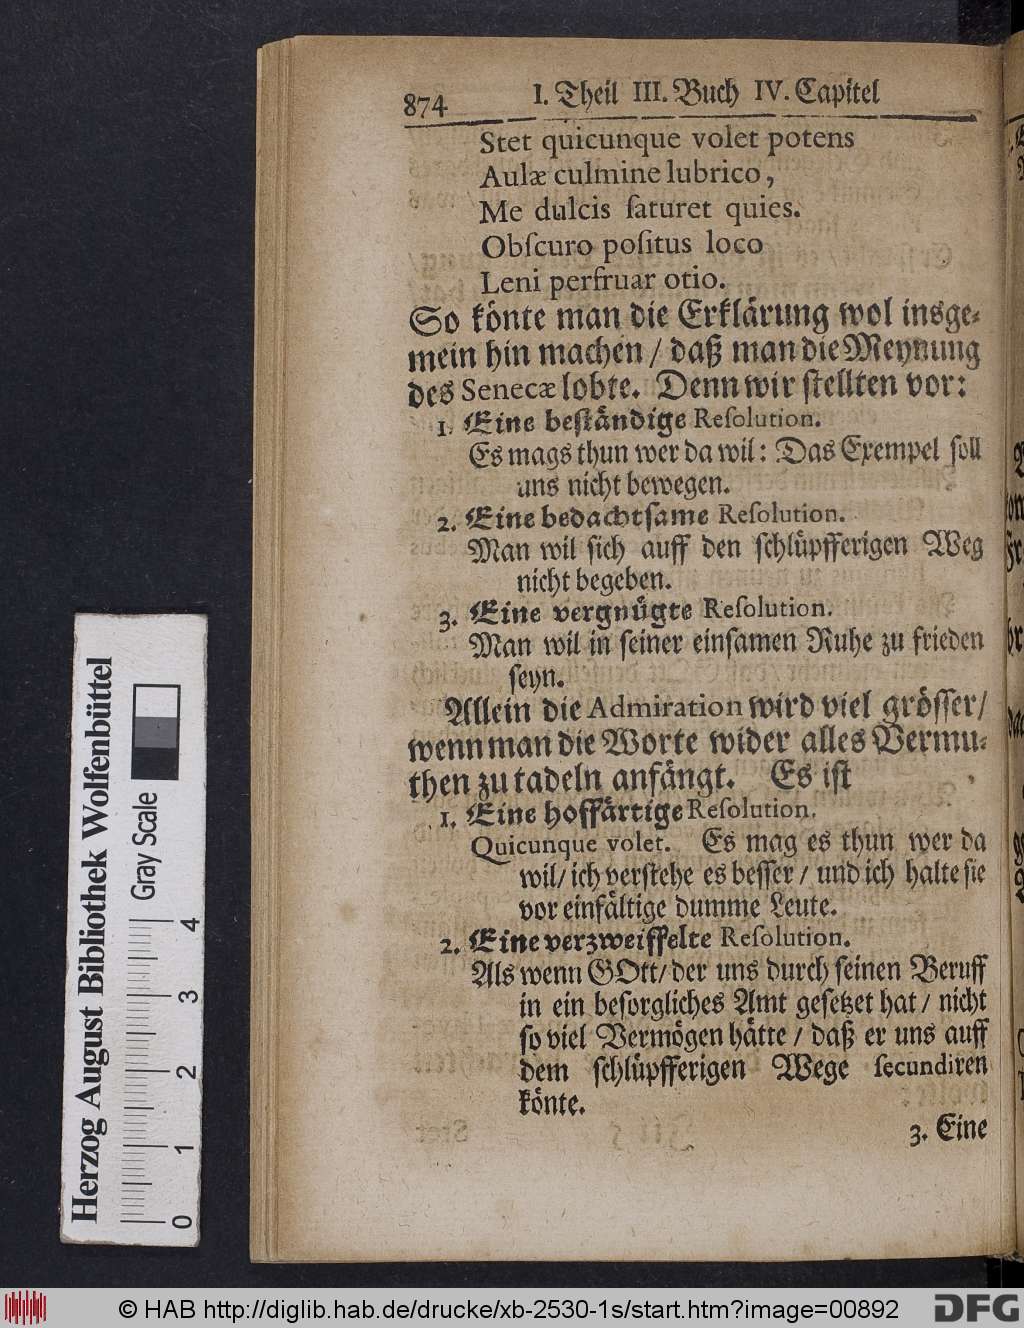 874 I. Theil III. Buch IV. Capitel
Stet quicunque volet potens
Aulæ culmine lubrico,
Me dulcis ſaturet quies.
Obſcuro poſitus loco
Leni perfruar otio.
So könte man die Erklärung wol insge-
mein hin machen / daß man die Meynung
des Senecæ lobte. Denn wir ſtellten vor:
1. Eine beſtändige Reſolution.
Es mags thun wer da wil: Das Exempel ſoll
uns nicht bewegen.
2. Eine bedachtſame Reſolution.
Man wil ſich auff den ſchlüpfferigen Weg
nicht begeben.
3. Eine vergnügte Reſolution.
Man wil in ſeiner einſamen Ruhe zu frieden
ſeyn.
Allein die Admiration wird viel gröſſer /
wenn man die Worte wider alles Vermu-
then zu tadeln anfängt. Es iſt
1. Eine hoffärtige Reſolution.
Quicunque volet. Es mag es thun wer da
wil / ich verſtehe es beſſer / und ich halte ſie
vor einfältige dumme Leute.
2. Eine verzweiffelte Reſolution.
Als wenn GOtt / der uns durch ſeinen Beruff
in ein beſorgliches Amt geſetzet hat / nicht
ſo viel Vermögen hätte / daß er uns auff
dem ſchlüpfferigen Wege ſecundiren
könte.
3. Eine
Herzog August Bibliothek Wolfenbüttel
Gray Scale
0 1 2 3 4
© HAB http://diglib.hab.de/drucke/xb-2530-1s/start.htm?image=00892
DFG